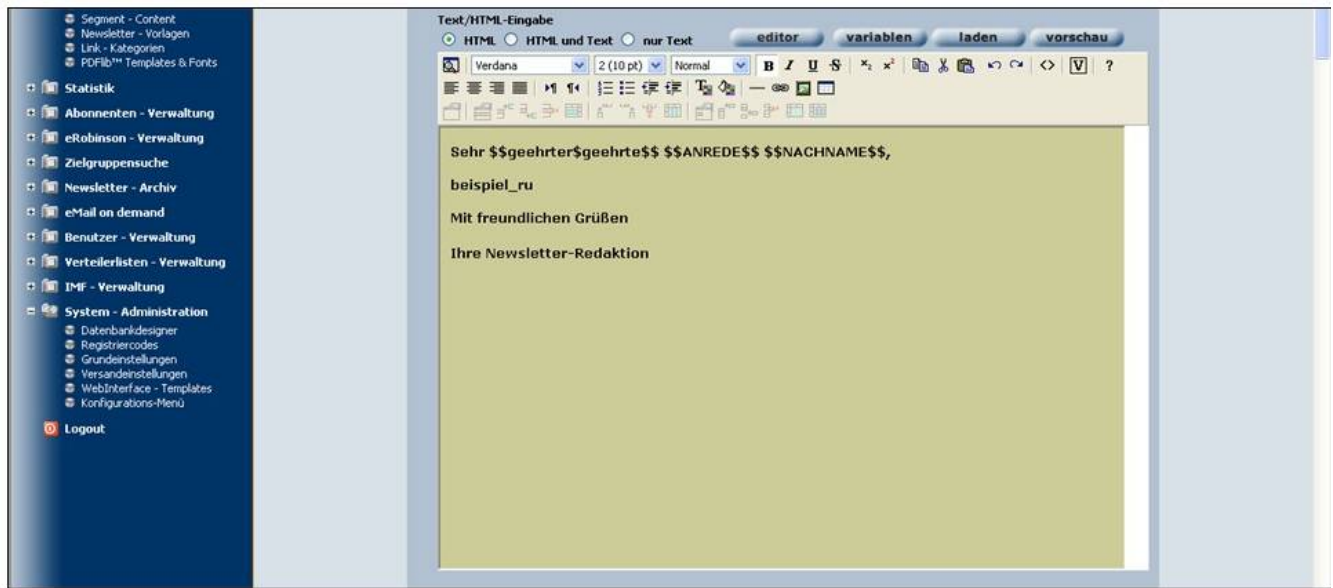 Segment - Content
Newsletter - Vorlagen
Link - Kategorien
PDFlib™ Templates & Fonts
Statistik
Abonnenten - Verwaltung
eRobinson - Verwaltung
Zielgruppensuche
Newsletter - Archiv
eMail on demand
Benutzer - Verwaltung
Verteilerlisten - Verwaltung
IMF - Verwaltung
System - Administration
Datenbankdesigner
Registriercodes
Grundeinstellungen
Versandeinstellungen
WebInterface - Templates
Konfigurations-Menü
Logout
Text/HTML-Eingabe
HTML HTML und Text nur Text editor variablen laden vorschau
Verdana 2 (10 pt) Normal B I U S x₂ x² <> V ?
Sehr $$geehrter$geehrte$$ $$ANREDE$$ $$NACHNAME$$,
beispiel_ru
Mit freundlichen Grüßen
Ihre Newsletter-Redaktion